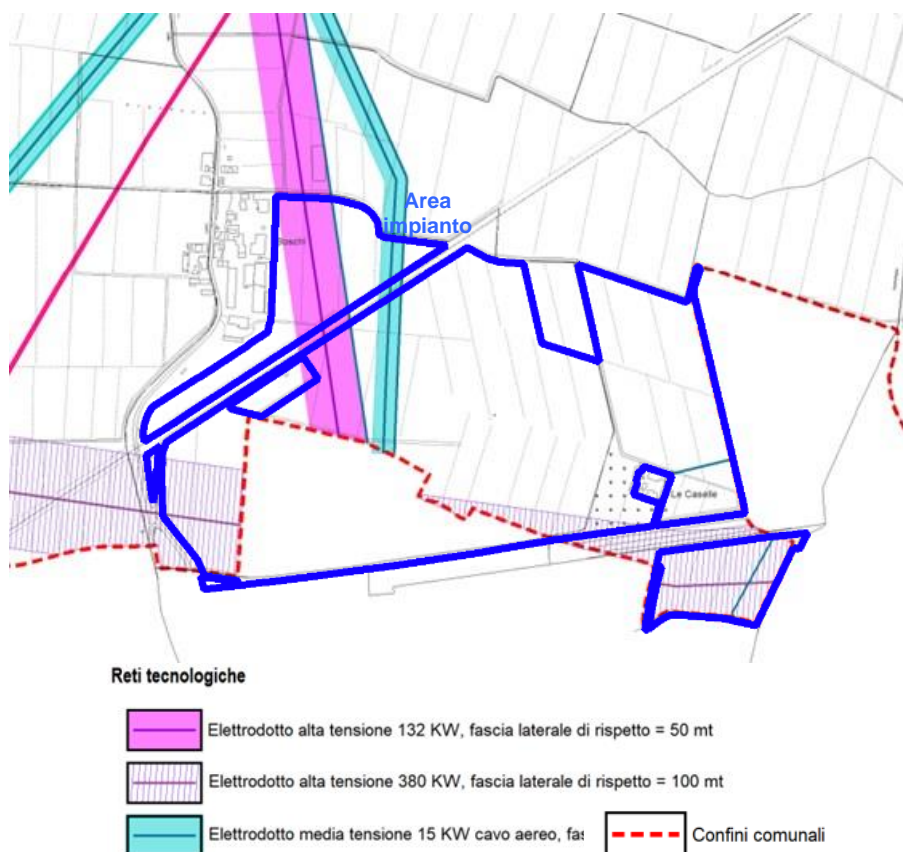 Area
impianto
Le Caselle
Reti tecnologiche
Elettrodotto alta tensione 132 KW, fascia laterale di rispetto = 50 mt
Elettrodotto alta tensione 380 KW, fascia laterale di rispetto = 100 mt
Elettrodotto media tensione 15 KW cavo aereo, fas
Confini comunali